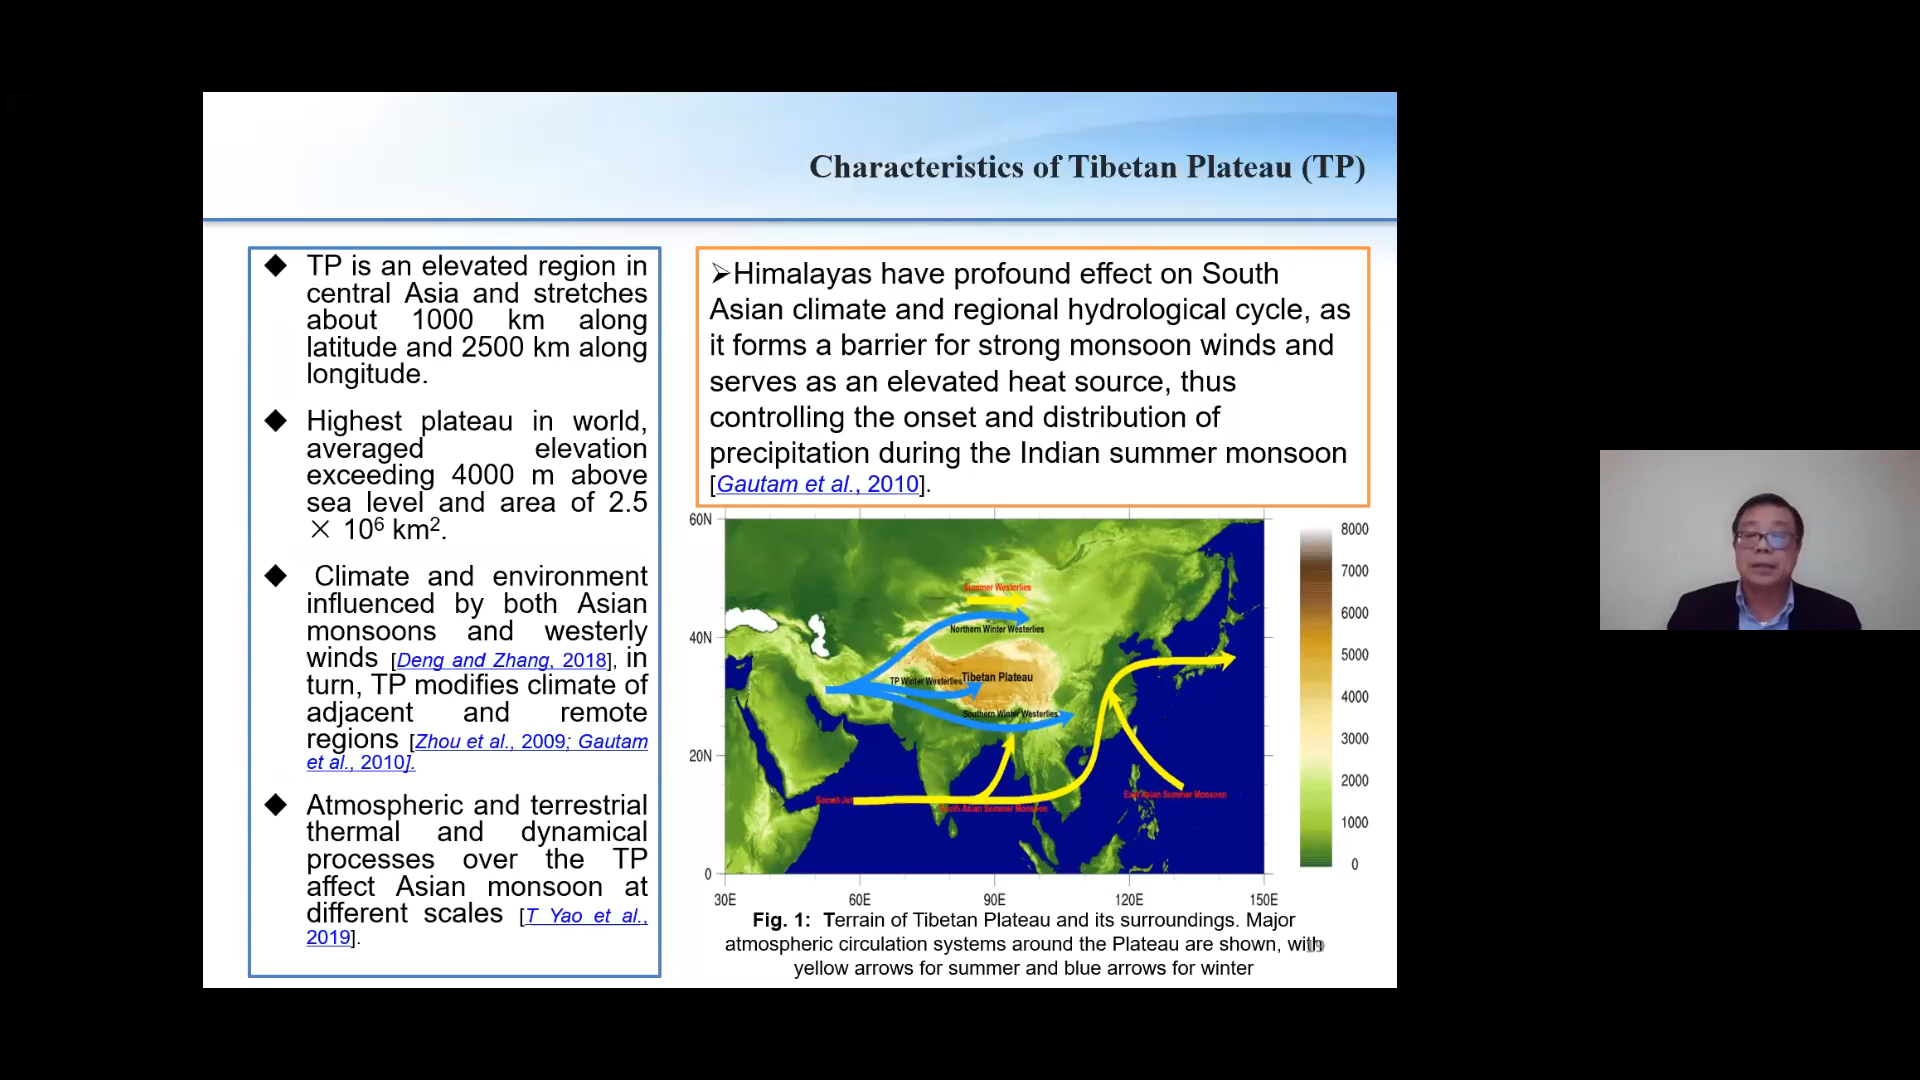 Characteristics of Tibetan Plateau (TP)
◆ TP is an elevated region in
central Asia and stretches
about 1000 km along
latitude and 2500 km along
longitude.
◆ Highest plateau in world,
averaged elevation
exceeding 4000 m above
sea level and area of 2.5
× 10⁶ km².
◆ Climate and environment
influenced by both Asian
monsoons and westerly
winds [Deng and Zhang, 2018], in
turn, TP modifies climate of
adjacent and remote
regions [Zhou et al., 2009; Gautam
et al., 2010].
◆ Atmospheric and terrestrial
thermal and dynamical
processes over the TP
affect Asian monsoon at
different scales [T Yao et al.,
2019].
➢Himalayas have profound effect on South
Asian climate and regional hydrological cycle, as
it forms a barrier for strong monsoon winds and
serves as an elevated heat source, thus
controlling the onset and distribution of
precipitation during the Indian summer monsoon
[Gautam et al., 2010].
60N
40N
20N
0
30E 60E 90E 120E 150E
Summer Westerlies
Northern Winter Westerlies
TP Winter Westerlies
Tibetan Plateau
Southern Winter Westerlies
Somali Jet
South Asian Summer Monsoon
East Asian Summer Monsoon
8000
7000
6000
5000
4000
3000
2000
1000
0
Fig. 1: Terrain of Tibetan Plateau and its surroundings. Major
atmospheric circulation systems around the Plateau are shown, with
yellow arrows for summer and blue arrows for winter